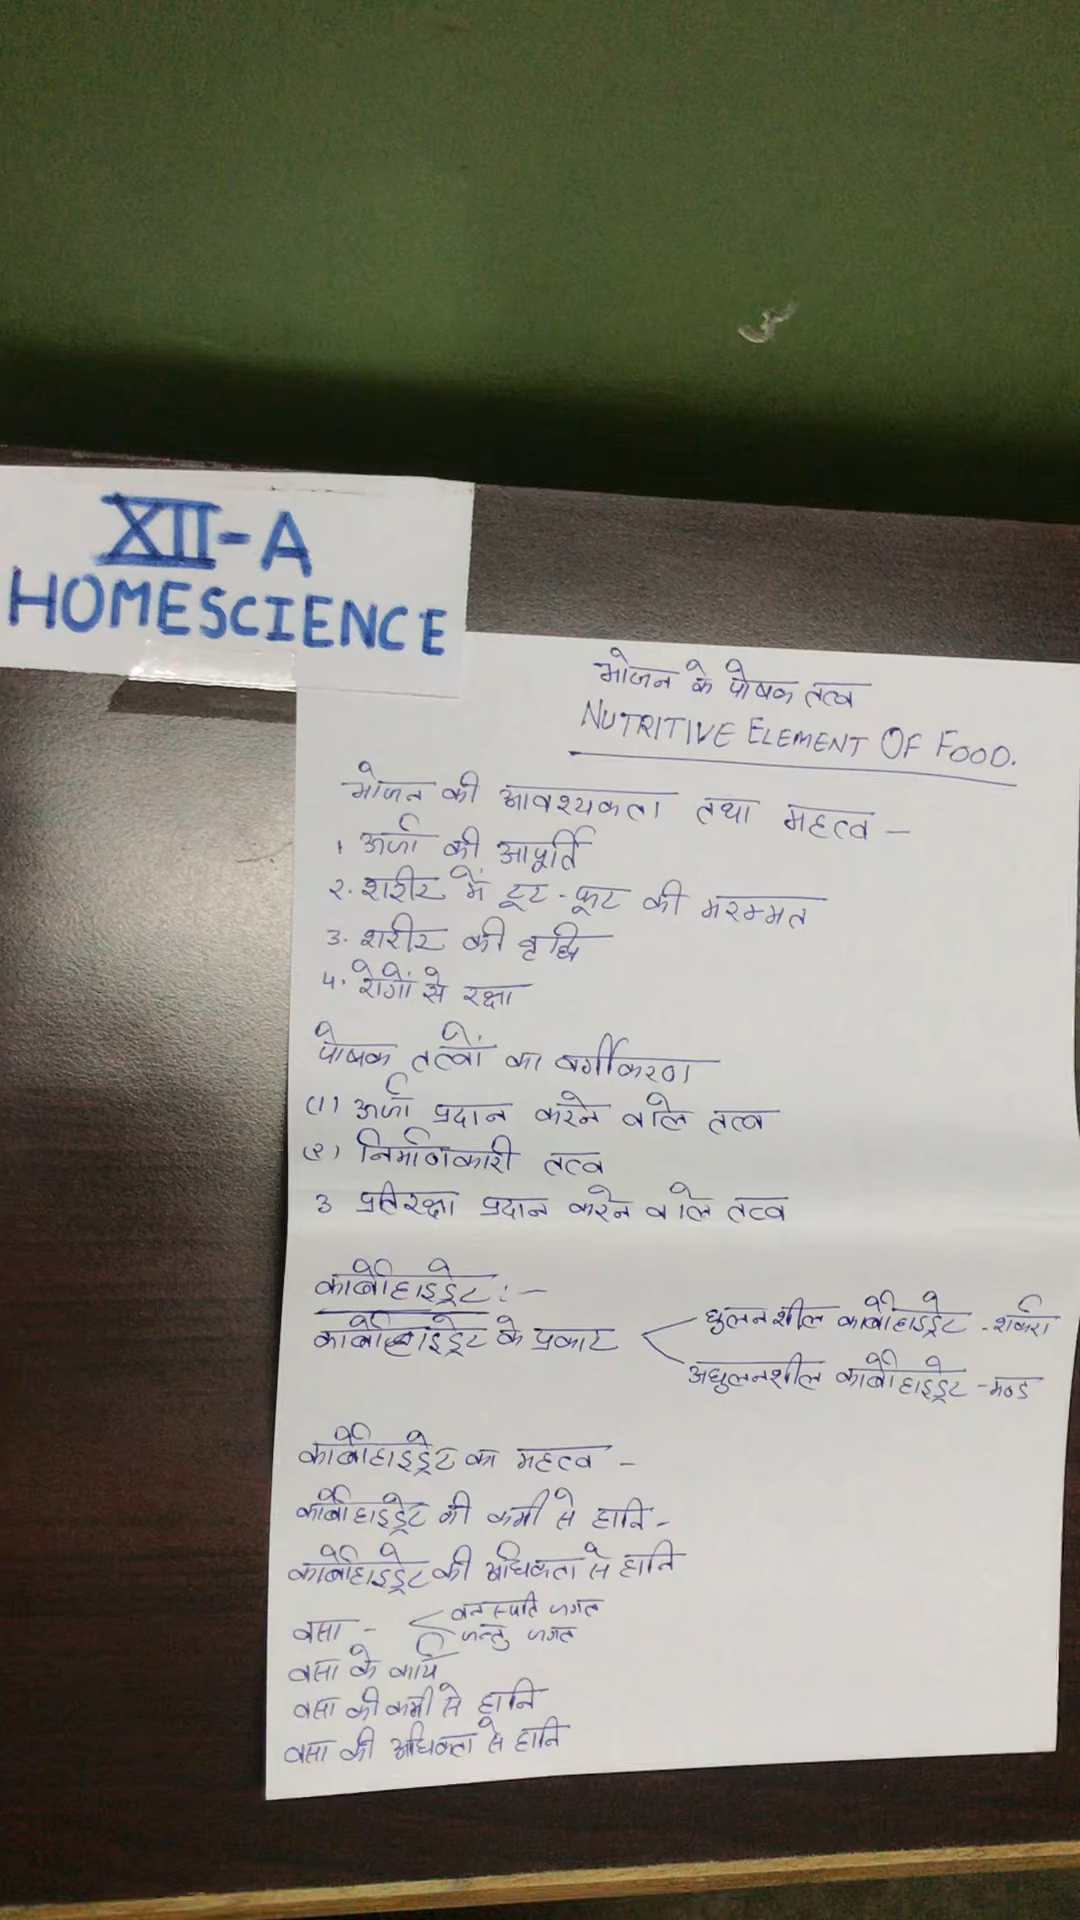 XII-A
HOMESCIENCE
भोजन के पोषक तत्व
NUTRITIVE ELEMENT OF FOOD.
भोजन की आवश्यकता तथा महत्व -
1. ऊर्जा की आपूर्ति
२. शरीर में टूट-फूट की मरम्मत
3. शरीर की वृद्धि
4. रोगों से रक्षा
पोषक तत्वों का वर्गीकरण
(1) ऊर्जा प्रदान करने वाले तत्व
(२) निर्माणकारी तत्व
3 प्रतिरक्षा प्रदान करने वाले तत्व
कार्बोहाइड्रेट :-
कार्बोहाइड्रेट के प्रकार
घुलनशील कार्बोहाइड्रेट - शर्करा
अघुलनशील कार्बोहाइड्रेट - मण्ड
कार्बोहाइड्रेट का महत्व -
कार्बोहाइड्रेट की कमी से हानि -
कार्बोहाइड्रेट की अधिकता से हानि
वसा - वनस्पति जगत
जन्तु जगत
वसा के कार्य
वसा की कमी से हानि
वसा की अधिकता से हानि